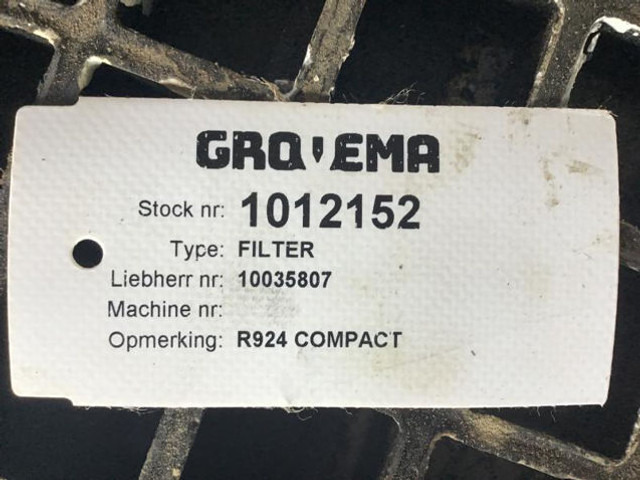 GROVEMA
Stock nr: 1012152
Type: FILTER
Liebherr nr: 10035807
Machine nr:
Opmerking: R924 COMPACT